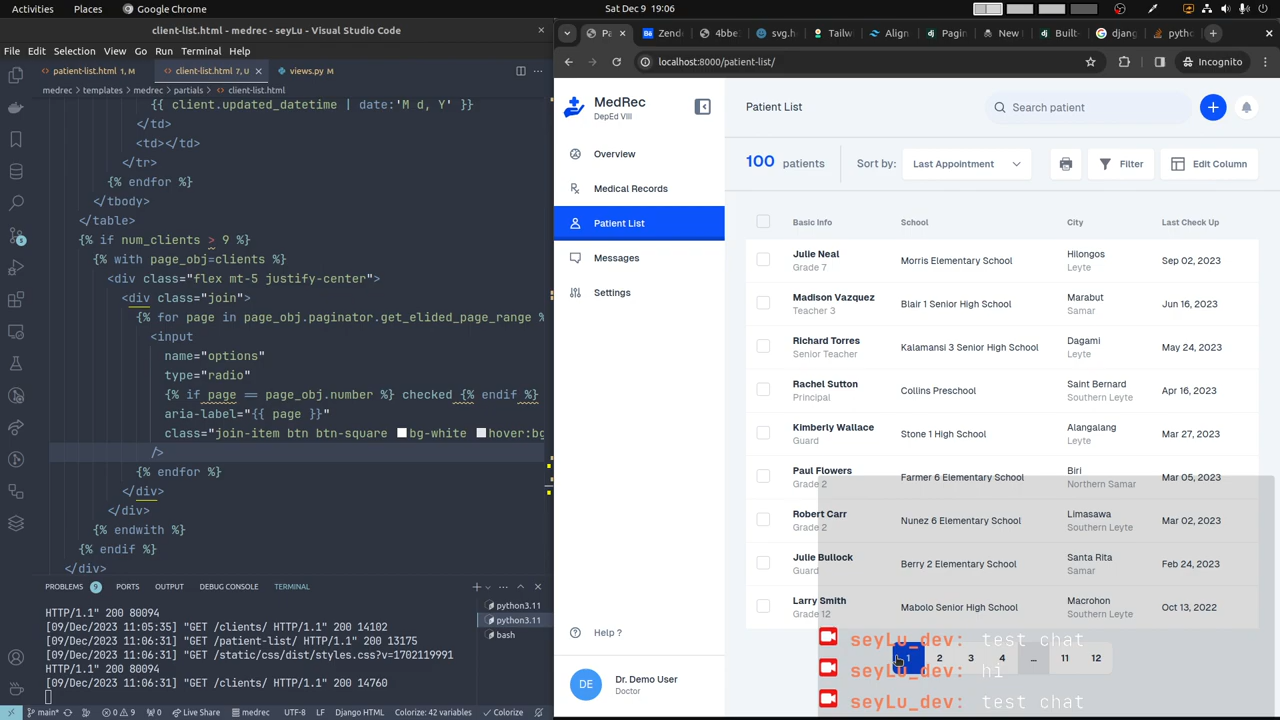 Activities Places Google Chrome Sat Dec 9 19:06
client-list.html - medrec - seyLu - Visual Studio Code
File Edit Selection View Go Run Terminal Help
patient-list.html 1, M client-list.html 7, U views.py M
medrec > templates > medrec > partials > client-list.html
{{ client.updated_datetime | date:'M d, Y' }}
</td>
<td></td>
</tr>
{% endfor %}
</tbody>
</table>
{% if num_clients > 9 %}
{% with page_obj=clients %}
<div class="flex mt-5 justify-center">
<div class="join">
{% for page in page_obj.paginator.get_elided_page_range %
<input
name="options"
type="radio"
{% if page == page_obj.number %} checked {% endif %}
aria-label="{{ page }}"
class="join-item btn btn-square bg-white hover:bg
/>
{% endfor %}
</div>
</div>
{% endwith %}
{% endif %}
</div>
PROBLEMS 9 PORTS OUTPUT DEBUG CONSOLE TERMINAL
HTTP/1.1" 200 80094
[09/Dec/2023 11:05:35] "GET /clients/ HTTP/1.1" 200 14102
[09/Dec/2023 11:06:31] "GET /patient-list/ HTTP/1.1" 200 13175
[09/Dec/2023 11:06:31] "GET /static/css/dist/styles.css?v=1702119991
HTTP/1.1" 200 80094
[09/Dec/2023 11:06:31] "GET /clients/ HTTP/1.1" 200 14760
python3.11
python3.11
bash
main* 0 0 0 Live Share medrec UTF-8 LF Django HTML Colorize: 42 variables Colorize
Pa Zend 4bbe svg.h Tailw Align Pagin New Built- djang pytho
localhost:8000/patient-list/ Incognito
MedRec
DepEd VIII
Overview
Medical Records
Patient List
Messages
Settings
Help ?
DE
Dr. Demo User
Doctor
Patient List Search patient
100 patients Sort by: Last Appointment Filter Edit Column
Basic Info School City Last Check Up
Julie Neal
Grade 7
Morris Elementary School
Hilongos
Leyte
Sep 02, 2023
Madison Vazquez
Teacher 3
Blair 1 Senior High School
Marabut
Samar
Jun 16, 2023
Richard Torres
Senior Teacher
Kalamansi 3 Senior High School
Dagami
Leyte
May 24, 2023
Rachel Sutton
Principal
Collins Preschool
Saint Bernard
Southern Leyte
Apr 16, 2023
Kimberly Wallace
Guard
Stone 1 High School
Alangalang
Leyte
Mar 27, 2023
Paul Flowers
Grade 2
Farmer 6 Elementary School
Biri
Northern Samar
Mar 05, 2023
Robert Carr
Grade 2
Nunez 6 Elementary School
Limasawa
Southern Leyte
Mar 02, 2023
Julie Bullock
Guard
Berry 2 Elementary School
Santa Rita
Samar
Feb 24, 2023
Larry Smith
Grade 12
Mabolo Senior High School
Macrohon
Southern Leyte
Oct 13, 2022
seyLu_dev: test chat
1 2 3 4 … 11 12
seyLu_dev: hi
seyLu_dev: test chat